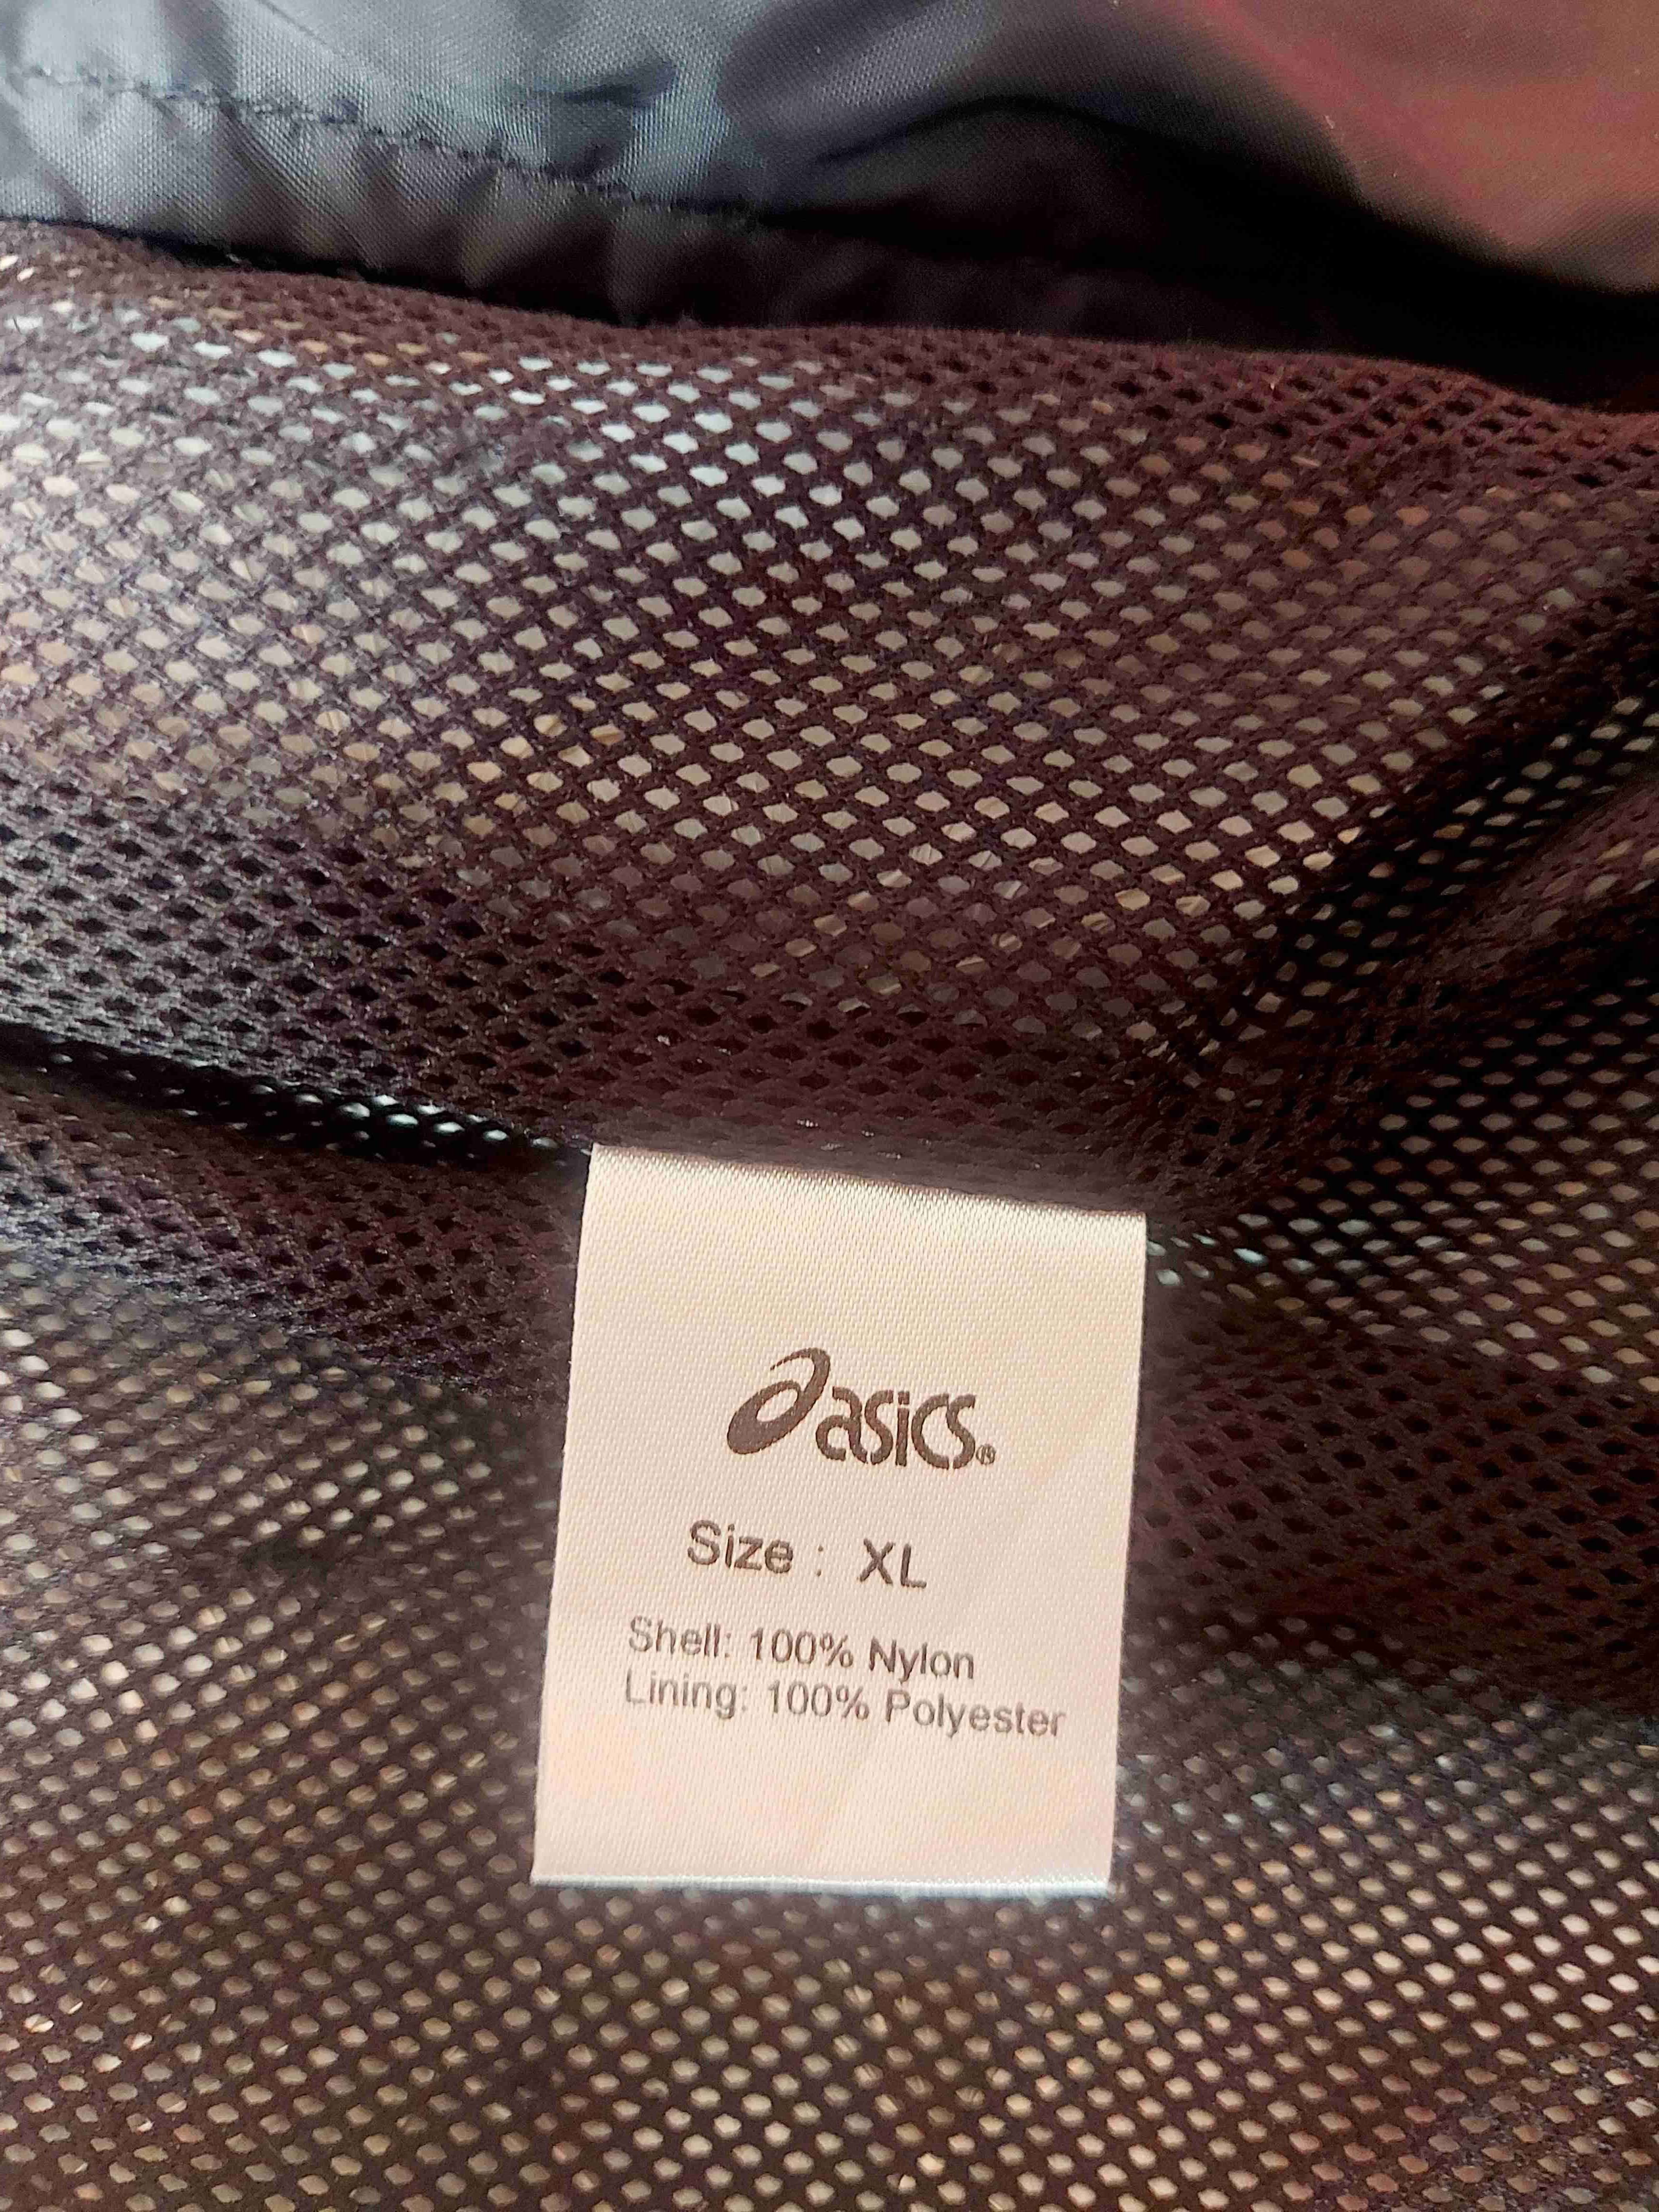 asics®
Size : XL
Shell: 100% Nylon
Lining: 100% Polyester